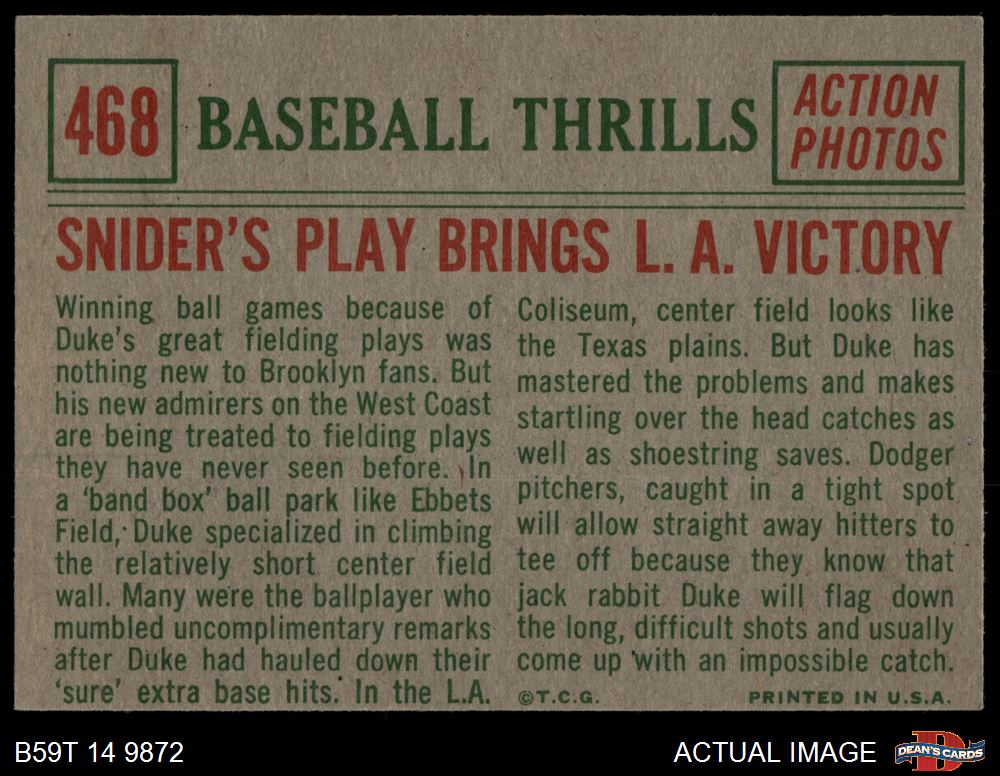 468
BASEBALL THRILLS
ACTION
PHOTOS
SNIDER'S PLAY BRINGS L. A. VICTORY
Winning ball games because of
Duke's great fielding plays was
nothing new to Brooklyn fans. But
his new admirers on the West Coast
are being treated to fielding plays
they have never seen before. In
a 'band box' ball park like Ebbets
Field, Duke specialized in climbing
the relatively short center field
wall. Many were the ballplayer who
mumbled uncomplimentary remarks
after Duke had hauled down their
'sure' extra base hits. In the L.A.
Coliseum, center field looks like
the Texas plains. But Duke has
mastered the problems and makes
startling over the head catches as
well as shoestring saves. Dodger
pitchers, caught in a tight spot
will allow straight away hitters to
tee off because they know that
jack rabbit Duke will flag down
the long, difficult shots and usually
come up with an impossible catch.
©T.C.G.
PRINTED IN U.S.A.
B59T 14 9872
ACTUAL IMAGE
DEAN'S CARDS